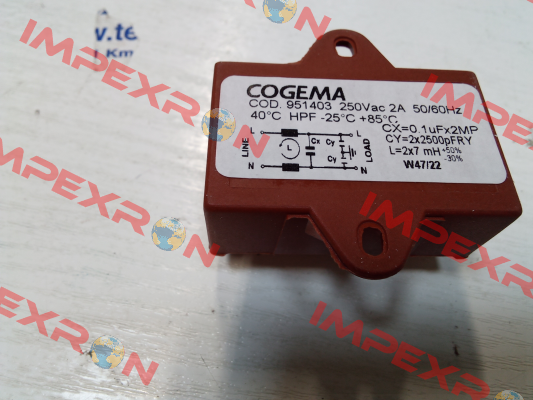 v.te
IMPEXRON
COGEMA
COD. 951403 250Vac 2A 50/60Hz
40°C HPF -25°C +85°C
CX=0.1uFx2MP
CY=2x2500pFRY
L=2x7 mH +50% -30%
W47/22
LINE
L
L
L
Cx
Cy
Cy
N
N
LOAD
IMPEXRON
IMPEXRON
IMPEXRON
IMPEXRON